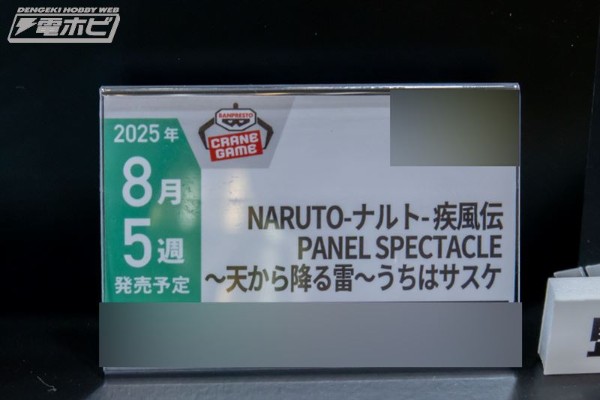 DENGEKI HOBBY WEB
電ホビ
2025年
8月
5週
発売予定
BANPRESTO
CRANE
GAME
NARUTO-ナルト- 疾風伝
PANEL SPECTACLE
～天から降る雷～うちはサスケ